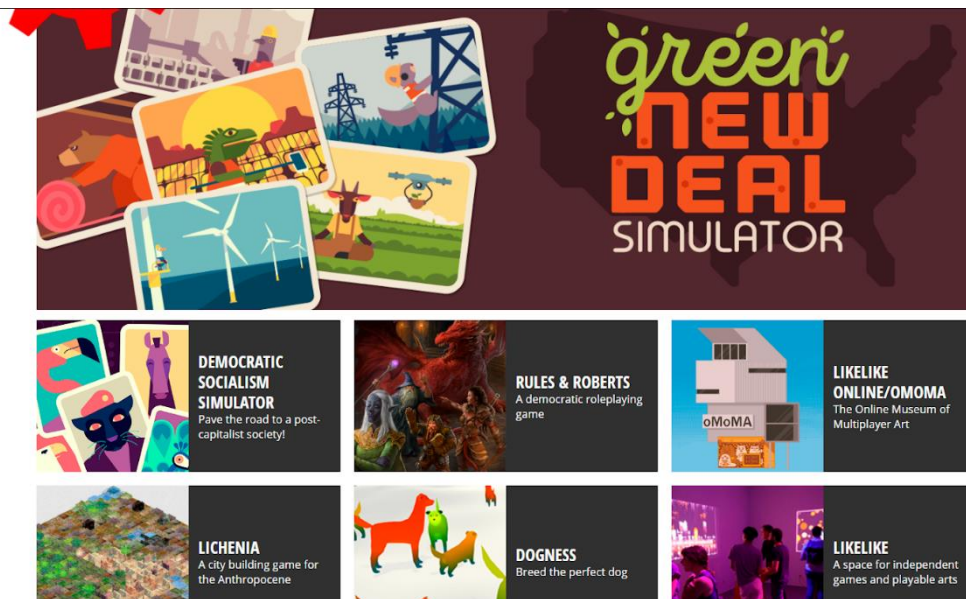 green
NEW
DEAL
SIMULATOR
DEMOCRATIC
SOCIALISM
SIMULATOR
Pave the road to a post-
capitalist society!
RULES & ROBERTS
A democratic roleplaying
game
oMoMA
LIKELIKE
ONLINE/OMOMA
The Online Museum of
Multiplayer Art
LICHENIA
A city building game for
the Anthropocene
DOGNESS
Breed the perfect dog
LIKELIKE
A space for independent
games and playable arts